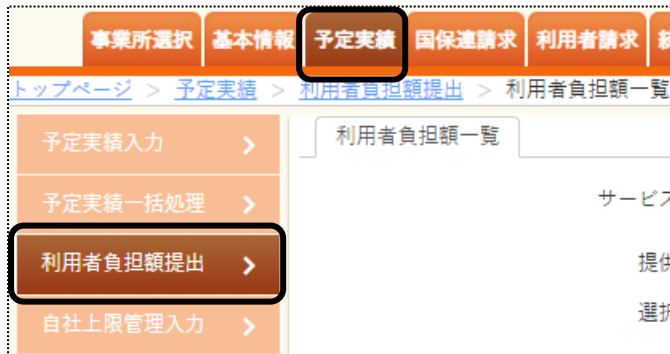 事業所選択 基本情報 予定実績 国保連請求 利用者請求
トップページ > 予定実績 > 利用者負担額提出 > 利用者負担額一覧
予定実績入力
利用者負担額一覧
予定実績一括処理
サービス
利用者負担額提出
提供
選択
自社上限管理入力